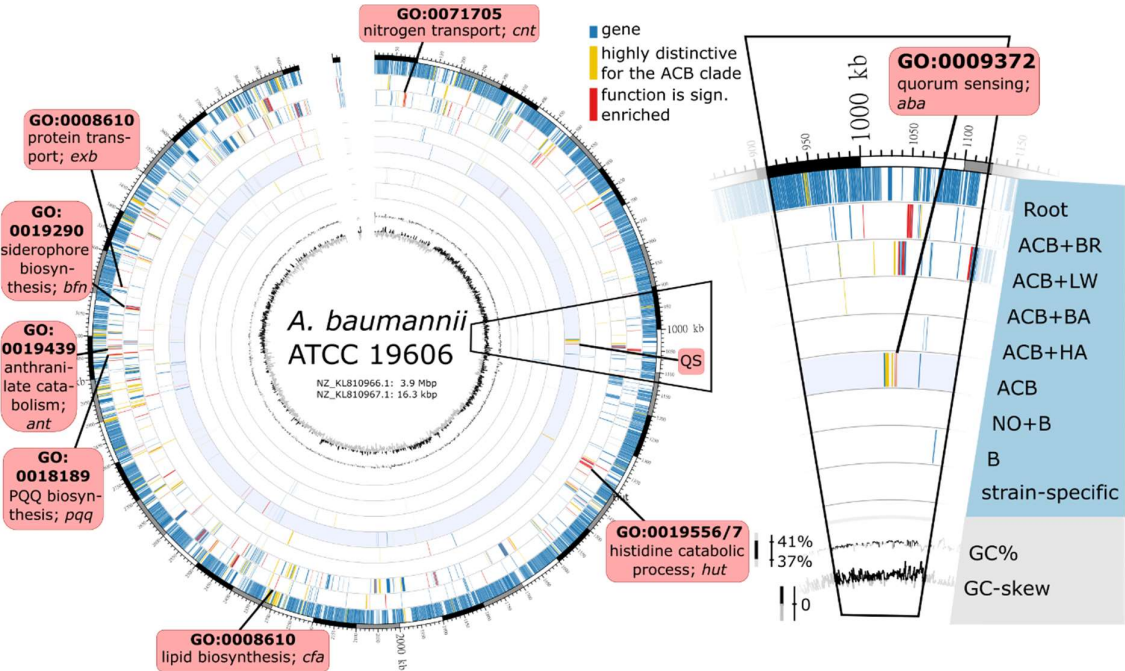 GO:0071705
nitrogen transport; cnt
gene
highly distinctive
for the ACB clade
function is sign.
enriched
GO:0009372
quorum sensing;
aba
GO:0008610
protein trans-
port; exb
GO:
0019290
siderophore
biosyn-
thesis; bfn
GO:
0019439
anthrani-
late cata-
bolism;
ant
GO:
0018189
PQQ biosyn-
thesis; pqq
A. baumannii
ATCC 19606
NZ_KL810966.1: 3.9 Mbp
NZ_KL810967.1: 16.3 kbp
1000 kb
QS
GO:0019556/7
histidine catabolic
process; hut
GO:0008610
lipid biosynthesis; cfa
2000 kb
900
950
1000 kb
1050
1100
1150
Root
ACB+BR
ACB+LW
ACB+BA
ACB+HA
ACB
NO+B
B
strain-specific
41%
37%
GC%
0
GC-skew